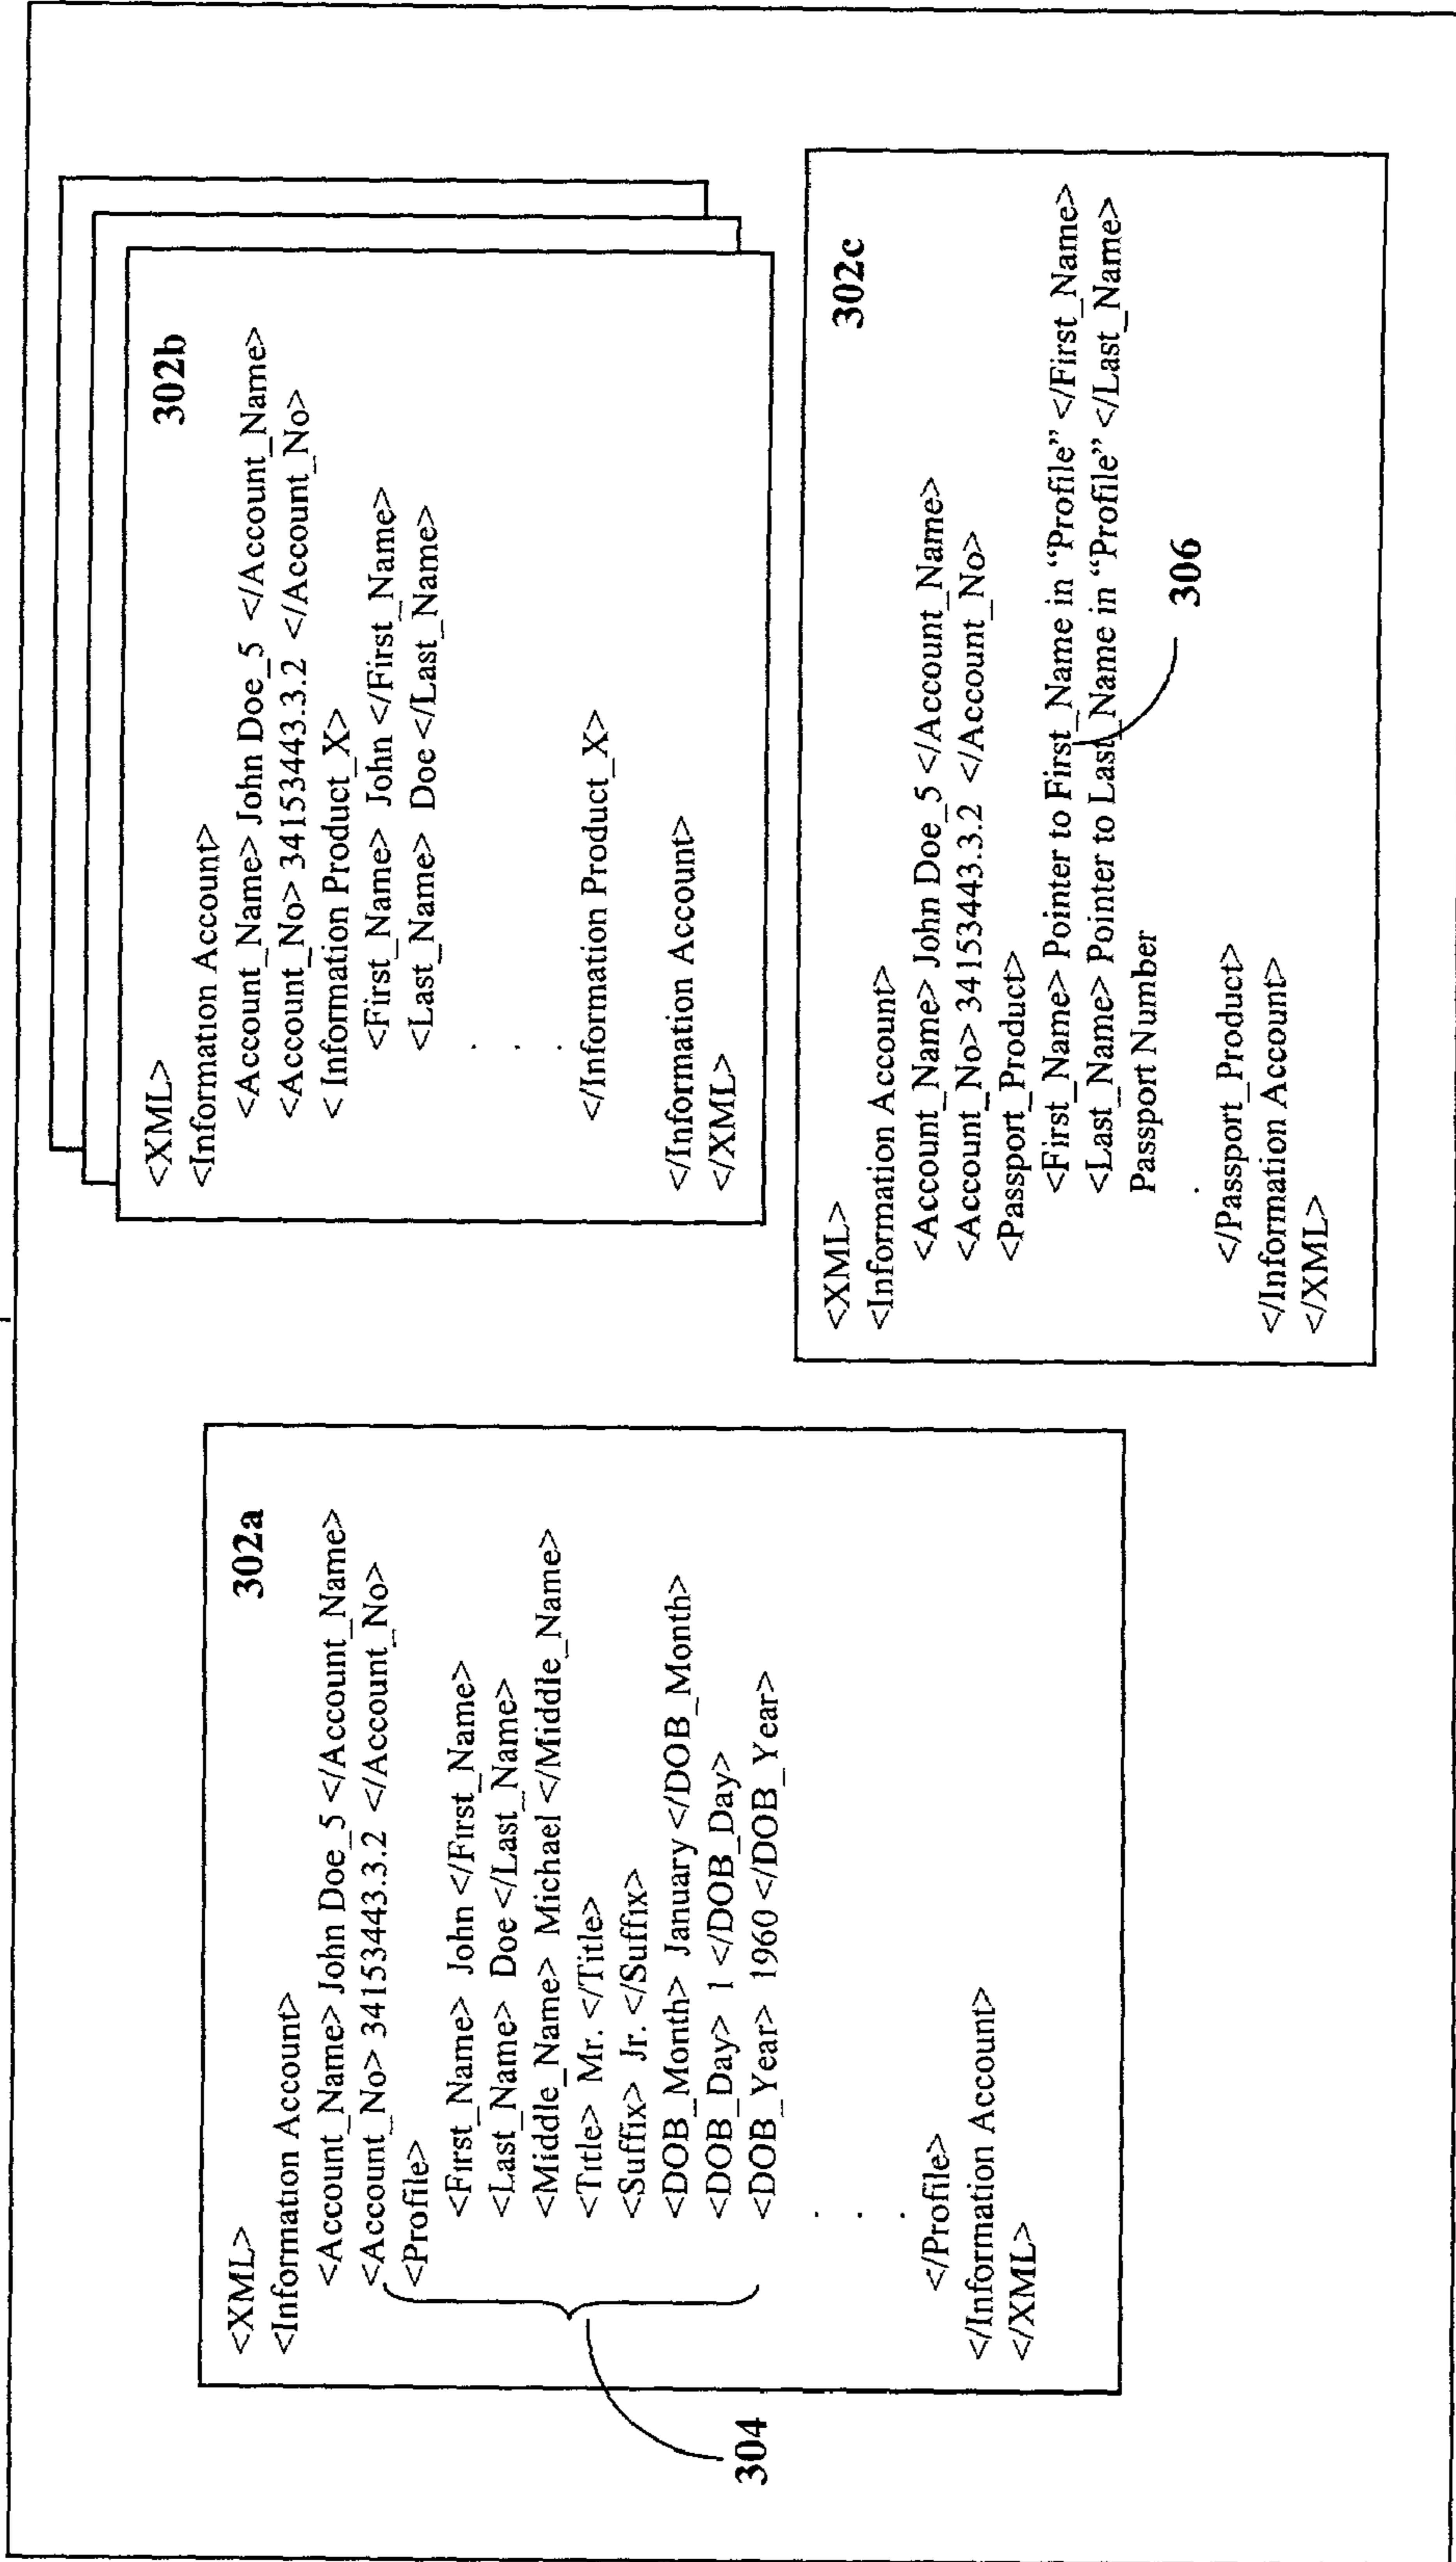 302a
<XML>
<Information Account>
<Account_Name> John Doe_5 </Account_Name>
<Account_No> 34153443.3.2 </Account_No>
<Profile>
<First_Name> John </First_Name>
<Last_Name> Doe </Last_Name>
<Middle_Name> Michael </Middle_Name>
<Title> Mr. </Title>
<Suffix> Jr. </Suffix>
<DOB_Month> January </DOB_Month>
<DOB_Day> 1 </DOB_Day>
<DOB_Year> 1960 </DOB_Year>
.
.
.
</Profile>
</Information Account>
</XML>
304
302b
<XML>
<Information Account>
<Account_Name> John Doe_5 </Account_Name>
<Account_No> 34153443.3.2 </Account_No>
< Information Product_X>
<First_Name> John </First_Name>
<Last_Name> Doe </Last_Name>
.
.
.
</Information Product_X>
</Information Account>
</XML>
302c
<XML>
<Information Account>
<Account_Name> John Doe_5 </Account_Name>
<Account_No> 34153443.3.2 </Account_No>
<Passport_Product>
<First_Name> Pointer to First_Name in “Profile” </First_Name>
<Last_Name> Pointer to Last_Name in “Profile” </Last_Name>
Passport Number
.
</Passport_Product>
</Information Account>
</XML>
306